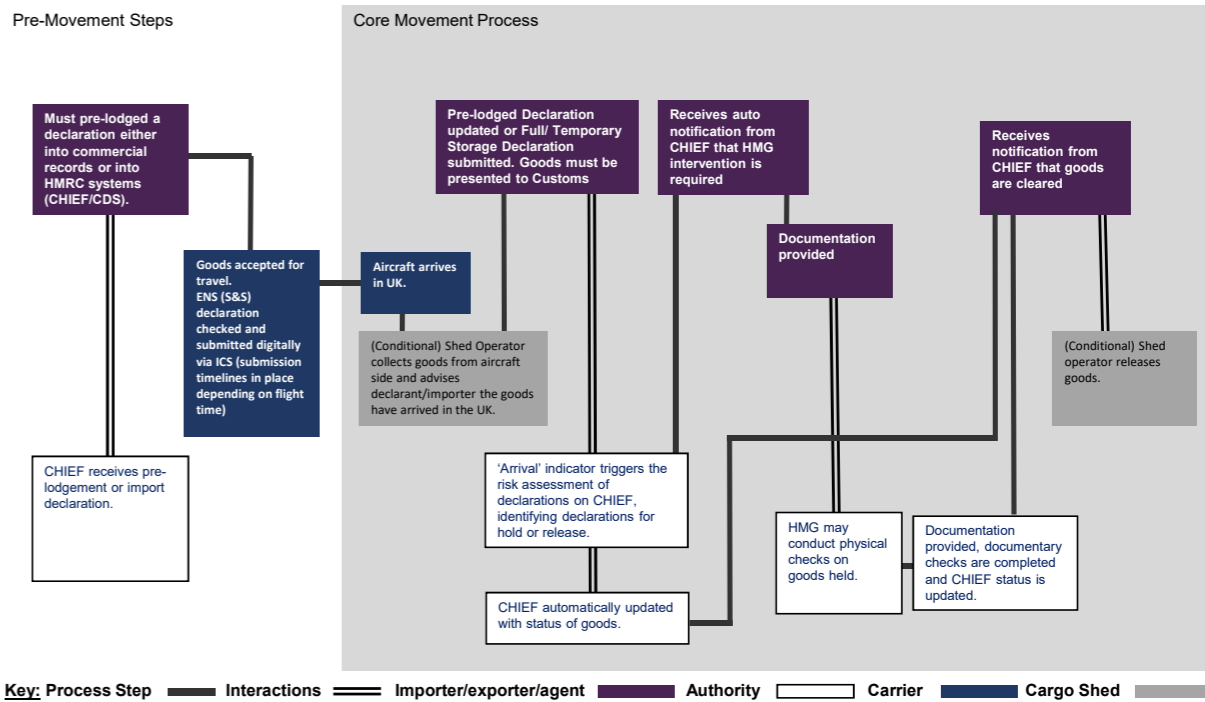 Pre-Movement Steps
Core Movement Process
Must pre-lodged a
declaration either
into commercial
records or into
HMRC systems
(CHIEF/CDS).
Goods accepted for
travel.
ENS (S&S)
declaration
checked and
submitted digitally
via ICS (submission
timelines in place
depending on flight
time)
CHIEF receives pre-
lodgement or import
declaration.
Aircraft arrives
in UK.
(Conditional) Shed Operator
collects goods from aircraft
side and advises
declarant/importer the goods
have arrived in the UK.
Pre-lodged Declaration
updated or Full/ Temporary
Storage Declaration
submitted. Goods must be
presented to Customs
‘Arrival’ indicator triggers the
risk assessment of
declarations on CHIEF,
identifying declarations for
hold or release.
CHIEF automatically updated
with status of goods.
Receives auto
notification from
CHIEF that HMG
intervention is
required
Documentation
provided
HMG may
conduct physical
checks on
goods held.
Documentation
provided, documentary
checks are completed
and CHIEF status is
updated.
Receives
notification from
CHIEF that goods
are cleared
(Conditional) Shed
operator releases
goods.
Key: Process Step Interactions Importer/exporter/agent Authority Carrier Cargo Shed